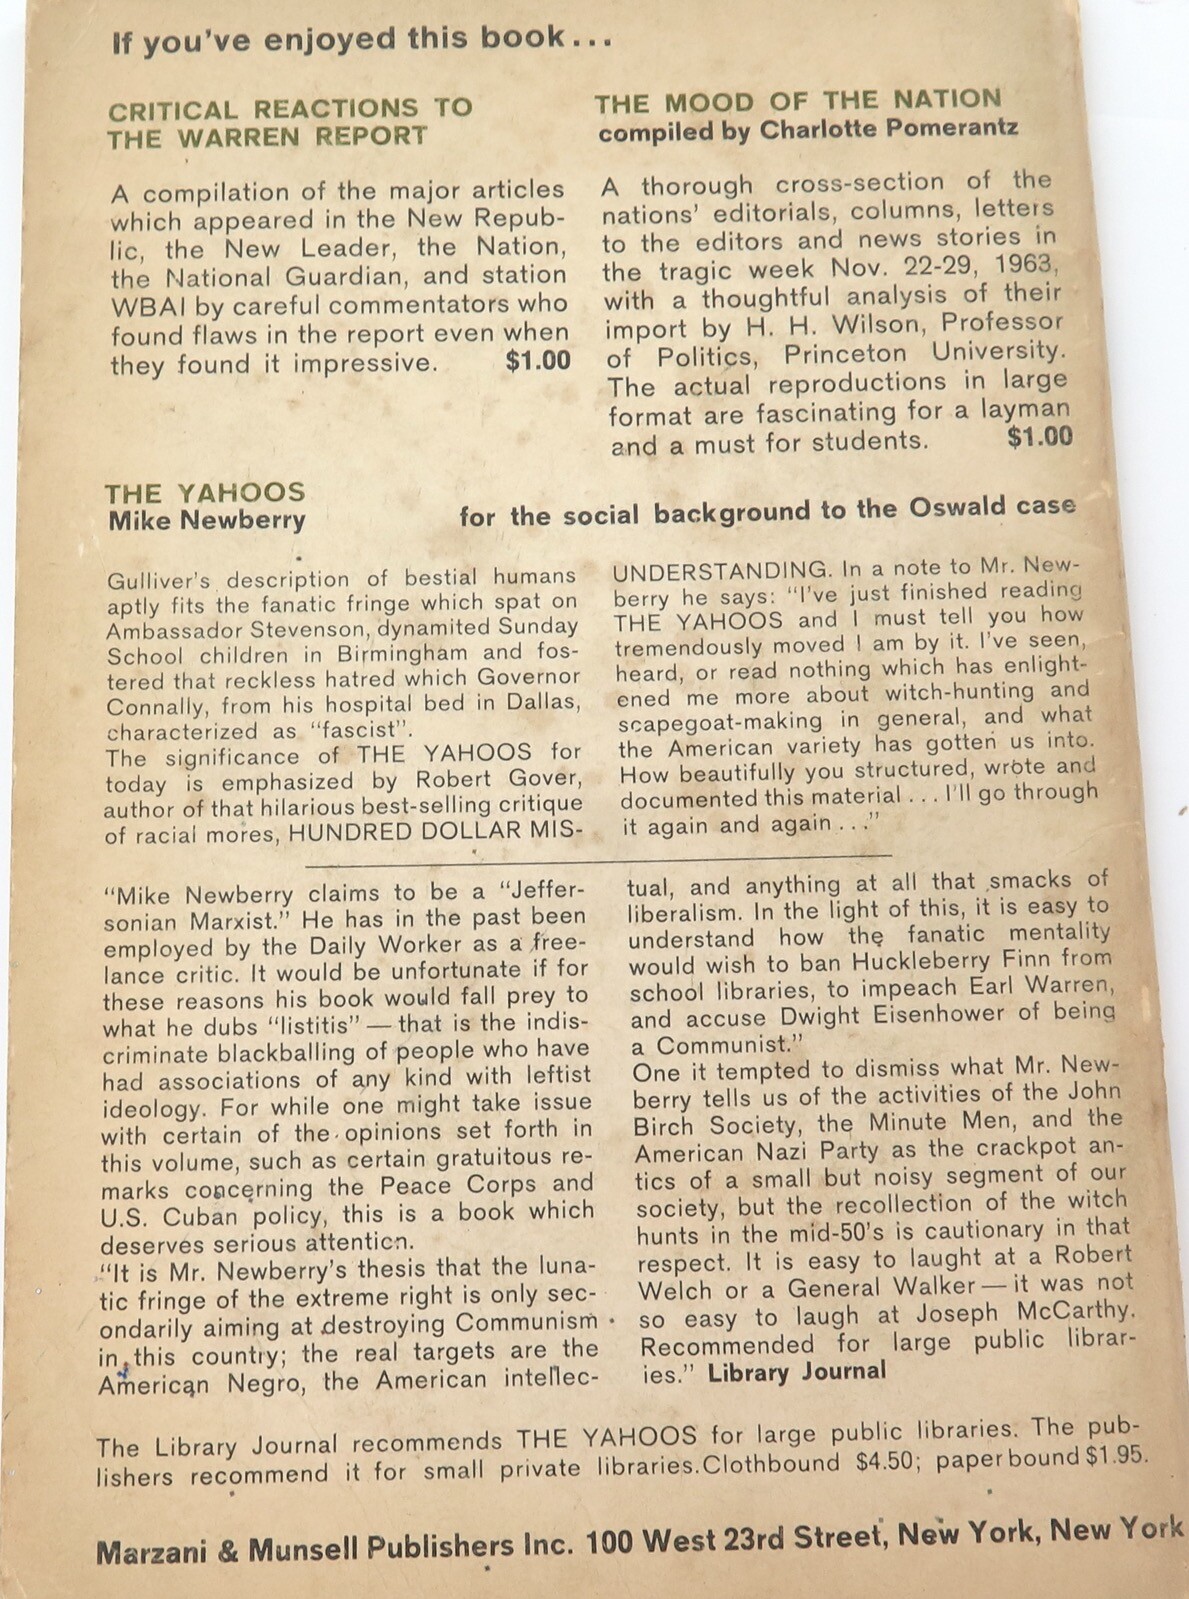 If you've enjoyed this book...
CRITICAL REACTIONS TO
THE WARREN REPORT
A compilation of the major articles
which appeared in the New Repub-
lic, the New Leader, the Nation,
the National Guardian, and station
WBAI by careful commentators who
found flaws in the report even when
they found it impressive. $1.00
THE MOOD OF THE NATION
compiled by Charlotte Pomerantz
A thorough cross-section of the
nations' editorials, columns, letters
to the editors and news stories in
the tragic week Nov. 22-29, 1963,
with a thoughtful analysis of their
import by H. H. Wilson, Professor
of Politics, Princeton University.
The actual reproductions in large
format are fascinating for a layman
and a must for students. $1.00
THE YAHOOS
Mike Newberry for the social background to the Oswald case
Gulliver's description of bestial humans
aptly fits the fanatic fringe which spat on
Ambassador Stevenson, dynamited Sunday
School children in Birmingham and fos-
tered that reckless hatred which Governor
Connally, from his hospital bed in Dallas,
characterized as "fascist".
The significance of THE YAHOOS for
today is emphasized by Robert Gover,
author of that hilarious best-selling critique
of racial mores, HUNDRED DOLLAR MIS-
UNDERSTANDING. In a note to Mr. New-
berry he says: "I've just finished reading
THE YAHOOS and I must tell you how
tremendously moved I am by it. I've seen,
heard, or read nothing which has enlight-
ened me more about witch-hunting and
scapegoat-making in general, and what
the American variety has gotten us into.
How beautifully you structured, wrote and
documented this material... I'll go through
it again and again..."
"Mike Newberry claims to be a "Jeffer-
sonian Marxist." He has in the past been
employed by the Daily Worker as a free-
lance critic. It would be unfortunate if for
these reasons his book would fall prey to
what he dubs "listitis" — that is the indis-
criminate blackballing of people who have
had associations of any kind with leftist
ideology. For while one might take issue
with certain of the opinions set forth in
this volume, such as certain gratuitous re-
marks concerning the Peace Corps and
U.S. Cuban policy, this is a book which
deserves serious attention.
"It is Mr. Newberry's thesis that the luna-
tic fringe of the extreme right is only sec-
ondarily aiming at destroying Communism
in this country; the real targets are the
American Negro, the American intellec-
tual, and anything at all that smacks of
liberalism. In the light of this, it is easy to
understand how the fanatic mentality
would wish to ban Huckleberry Finn from
school libraries, to impeach Earl Warren,
and accuse Dwight Eisenhower of being
a Communist."
One it tempted to dismiss what Mr. New-
berry tells us of the activities of the John
Birch Society, the Minute Men, and the
American Nazi Party as the crackpot an-
tics of a small but noisy segment of our
society, but the recollection of the witch
hunts in the mid-50's is cautionary in that
respect. It is easy to laught at a Robert
Welch or a General Walker — it was not
so easy to laugh at Joseph McCarthy.
Recommended for large public librar-
ies." Library Journal
The Library Journal recommends THE YAHOOS for large public libraries. The pub-
lishers recommend it for small private libraries. Clothbound $4.50; paperbound $1.95.
Marzani & Munsell Publishers Inc. 100 West 23rd Street, New York, New York